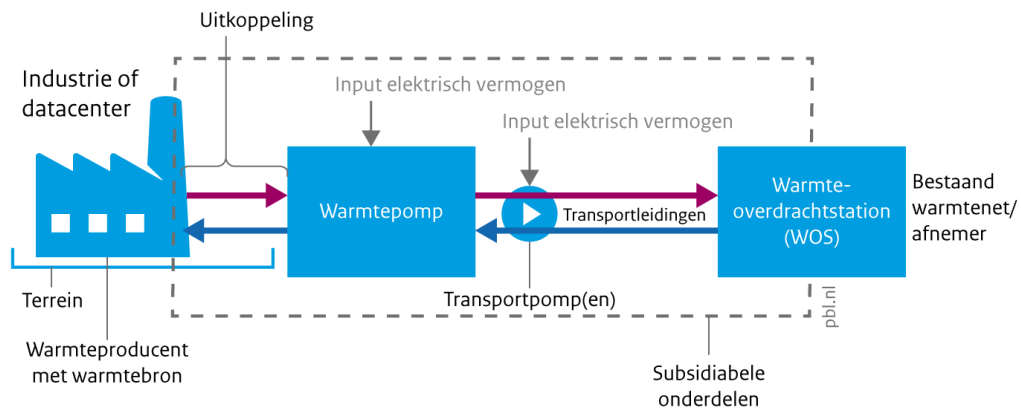 Uitkoppeling
Industrie of
datacenter
Input elektrisch vermogen
Input elektrisch vermogen
Warmtepomp
Transportleidingen
Warmte-
overdrachtstation
(WOS)
Bestaand
warmtenet/
afnemer
Terrein
Transportpomp(en)
pbl.nl
Warmteproducent
met warmtebron
Subsidiabele
onderdelen